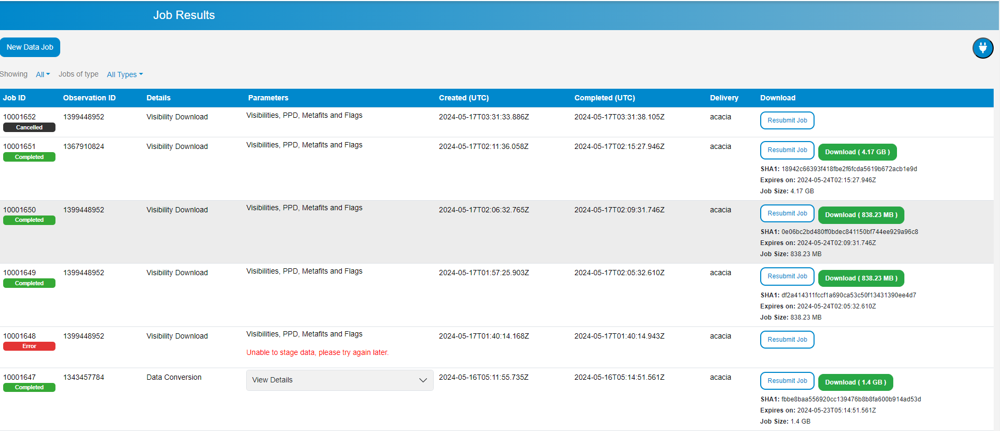 Job Results
New Data Job
Showing All Jobs of type All Types
Job ID Observation ID Details Parameters Created (UTC) Completed (UTC) Delivery Download
10001652 1399448952 Visibility Download Visibilities, PPD, Metafits and Flags 2024-05-17T03:31:33.886Z 2024-05-17T03:31:38.105Z acacia Resubmit Job
Cancelled
10001651 1367910824 Visibility Download Visibilities, PPD, Metafits and Flags 2024-05-17T02:11:36.058Z 2024-05-17T02:15:27.946Z acacia Resubmit Job Download ( 4.17 GB )
Completed
SHA1: 18942c66393f418fbe2f6fcda5619b672acb1e9d
Expires on: 2024-05-24T02:15:27.946Z
Job Size: 4.17 GB
10001650 1399448952 Visibility Download Visibilities, PPD, Metafits and Flags 2024-05-17T02:06:32.765Z 2024-05-17T02:09:31.746Z acacia Resubmit Job Download ( 838.23 MB )
Completed
SHA1: 0e06bc2bd480ff0bdec841150bf744ee929a96c8
Expires on: 2024-05-24T02:09:31.746Z
Job Size: 838.23 MB
10001649 1399448952 Visibility Download Visibilities, PPD, Metafits and Flags 2024-05-17T01:57:25.903Z 2024-05-17T02:05:32.610Z acacia Resubmit Job Download ( 838.23 MB )
Completed
SHA1: df2a414311fccf1a690ca53c50f13431390ee4d7
Expires on: 2024-05-24T02:05:32.610Z
Job Size: 838.23 MB
10001648 1399448952 Visibility Download Visibilities, PPD, Metafits and Flags 2024-05-17T01:40:14.168Z 2024-05-17T01:40:14.943Z acacia Resubmit Job
Error
Unable to stage data, please try again later.
10001647 1343457784 Data Conversion View Details 2024-05-16T05:11:55.735Z 2024-05-16T05:14:51.561Z acacia Resubmit Job Download ( 1.4 GB )
Completed
SHA1: fbbe8baa556920cc139476b8b8fa600b914ad53d
Expires on: 2024-05-23T05:14:51.561Z
Job Size: 1.4 GB